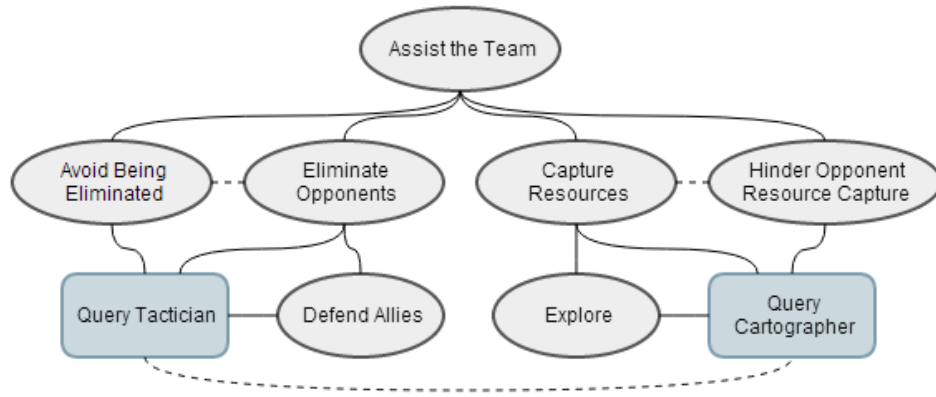 Assist the Team
Avoid Being
Eliminated
Eliminate
Opponents
Capture
Resources
Hinder Opponent
Resource Capture
Query Tactician
Defend Allies
Explore
Query
Cartographer